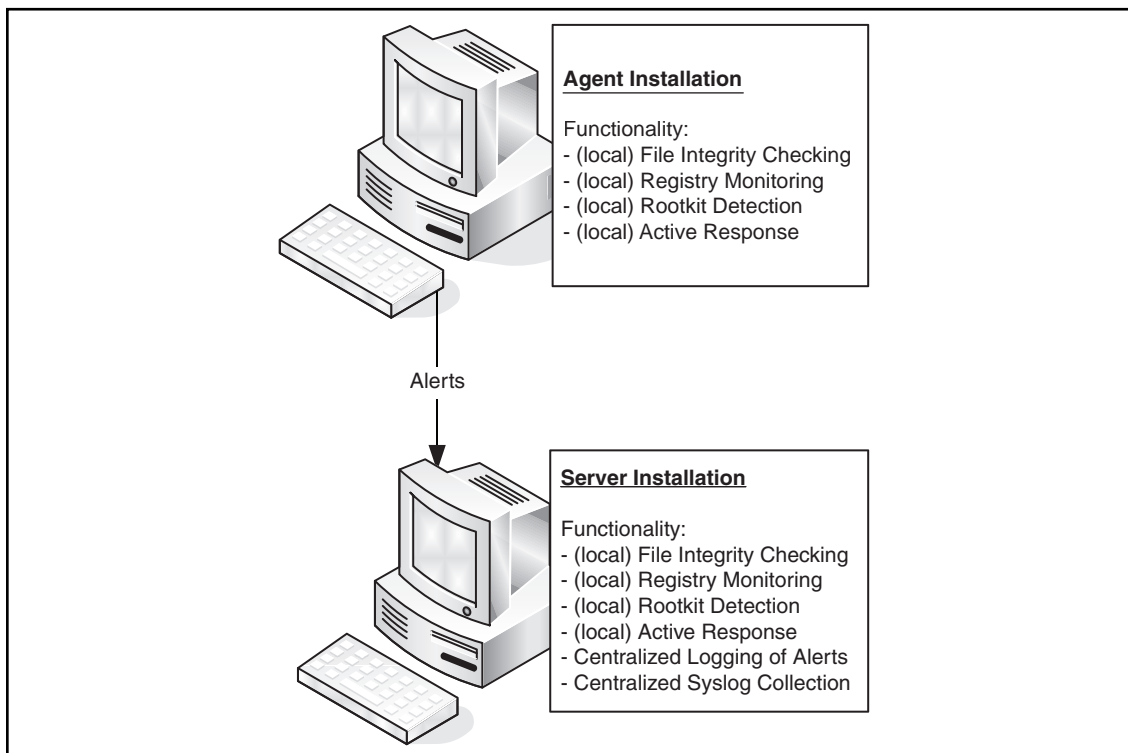 Agent Installation
Functionality:
- (local) File Integrity Checking
- (local) Registry Monitoring
- (local) Rootkit Detection
- (local) Active Response
Alerts
Server Installation
Functionality:
- (local) File Integrity Checking
- (local) Registry Monitoring
- (local) Rootkit Detection
- (local) Active Response
- Centralized Logging of Alerts
- Centralized Syslog Collection